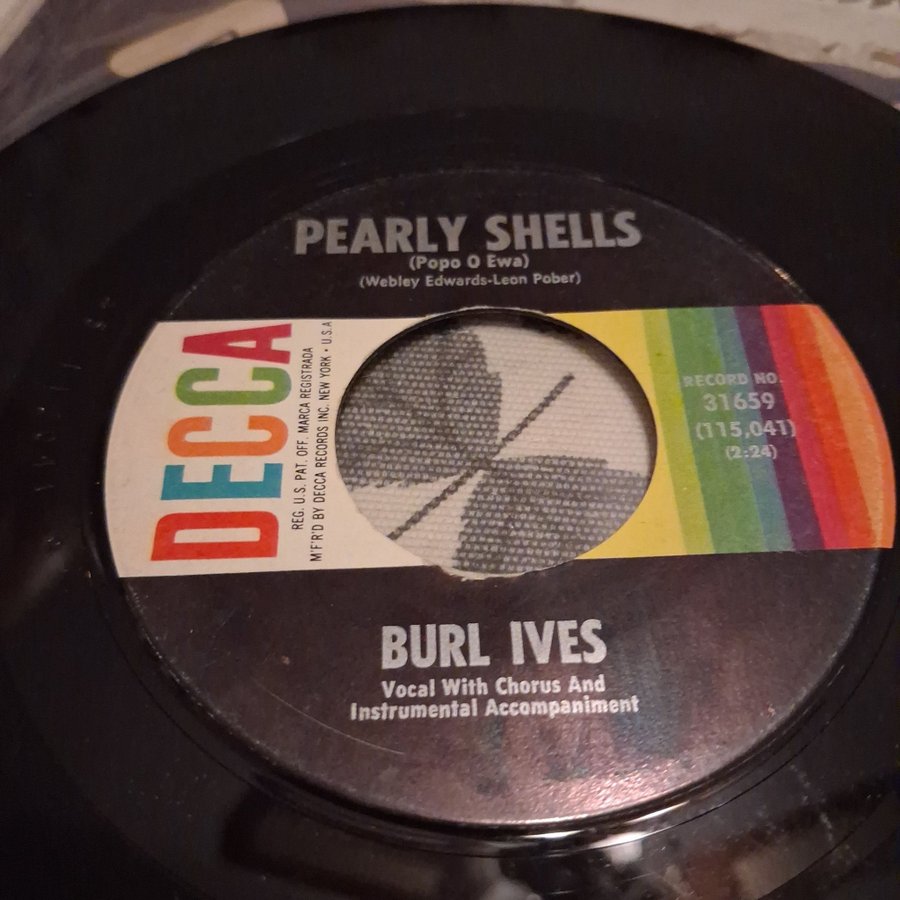 PEARLY SHELLS
(Popo O Ewa)
(Webley Edwards-Leon Pober)
DECCA
REG. U.S. PAT. OFF. MARCA REGISTRADA
M'F'R'D BY DECCA RECORDS INC. NEW YORK • U.S.A
RECORD NO.
31659
(115,041)
(2:24)
BURL IVES
Vocal With Chorus And
Instrumental Accompaniment